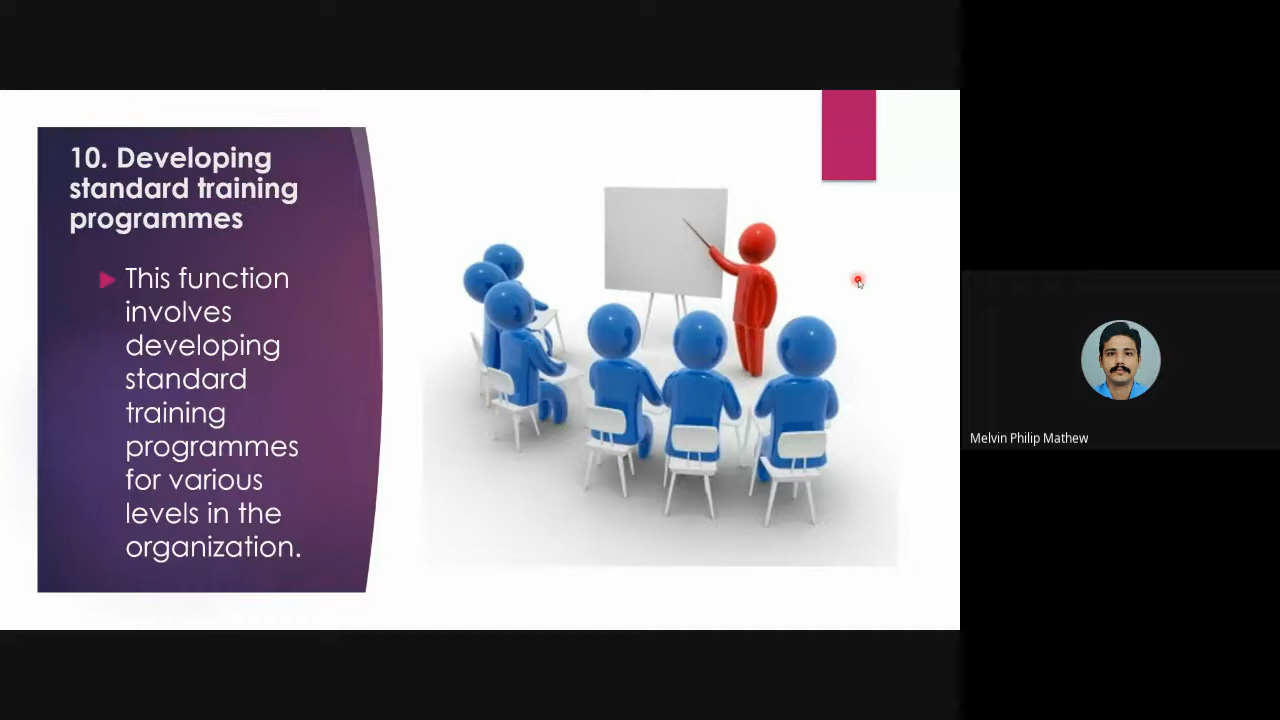 10. Developing
standard training
programmes
This function
involves
developing
standard
training
programmes
for various
levels in the
organization.
Melvin Philip Mathew